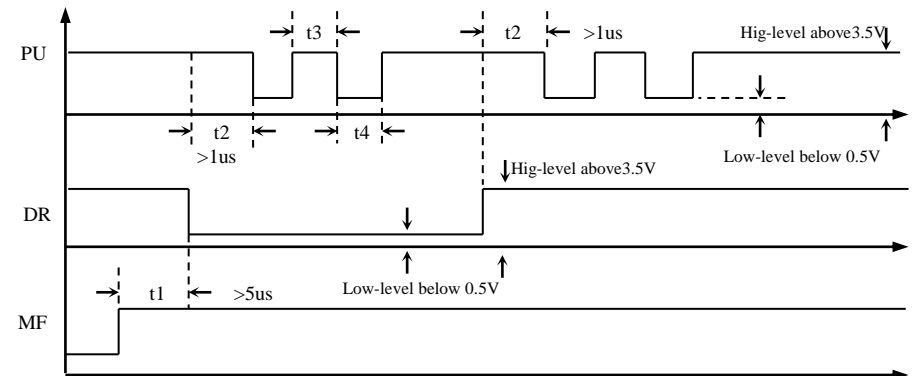 t3
t2
>1us
Hig-level above3.5V
PU
t2
>1us
t4
Low-level below 0.5V
Hig-level above3.5V
DR
t1
>5us
Low-level below 0.5V
MF